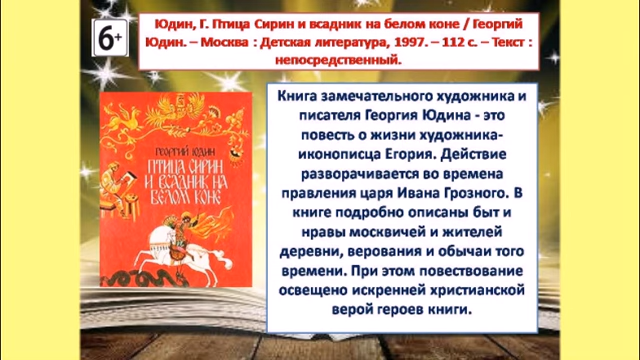 6+
Юдин, Г. Птица Сирин и всадник на белом коне / Георгий
Юдин. – Москва : Детская литература, 1997. – 112 с. – Текст :
непосредственный.
ГЕОРГИЙ ЮДИН
ПТИЦА СИРИН
И ВСАДНИК НА
БЕЛОМ КОНЕ
Книга замечательного художника и
писателя Георгия Юдина - это
повесть о жизни художника-
иконописца Егория. Действие
разворачивается во времена
правления царя Ивана Грозного. В
книге подробно описаны быт и
нравы москвичей и жителей
деревни, верования и обычаи того
времени. При этом повествование
освещено искренней христианской
верой героев книги.